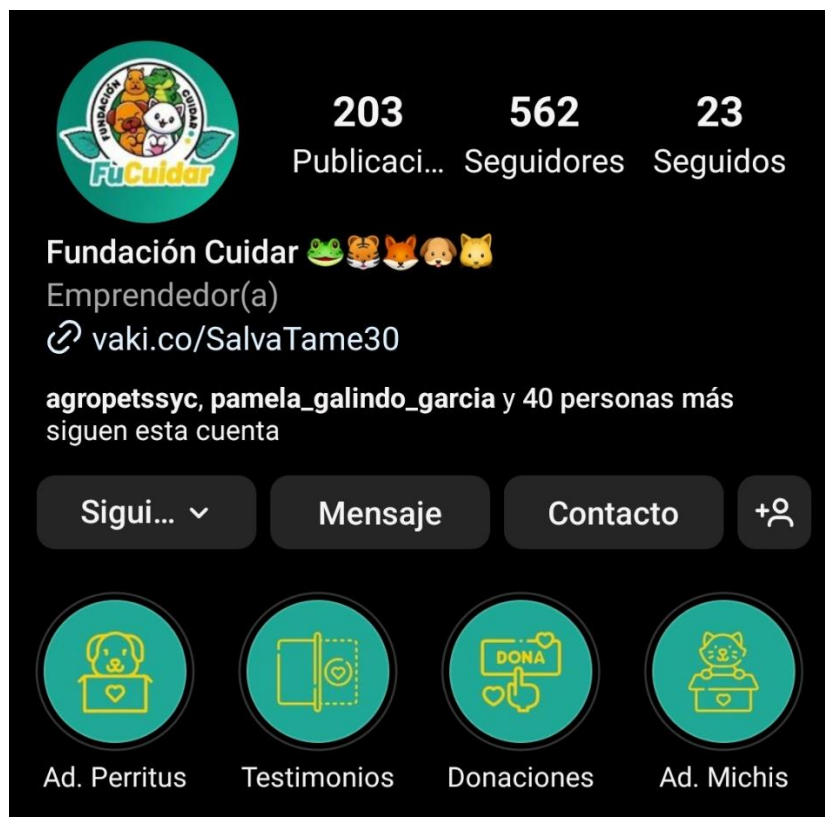 FUNDACIÓN CUIDAR
FùCuidar
203 562 23
Publicaci... Seguidores Seguidos
Fundación Cuidar 🐸🐯🦊🐶🐱
Emprendedor(a)
vaki.co/SalvaTame30
agropetssyc, pamela_galindo_garcia y 40 personas más
siguen esta cuenta
Sigui... Mensaje Contacto
DONA
Ad. Perritus Testimonios Donaciones Ad. Michis